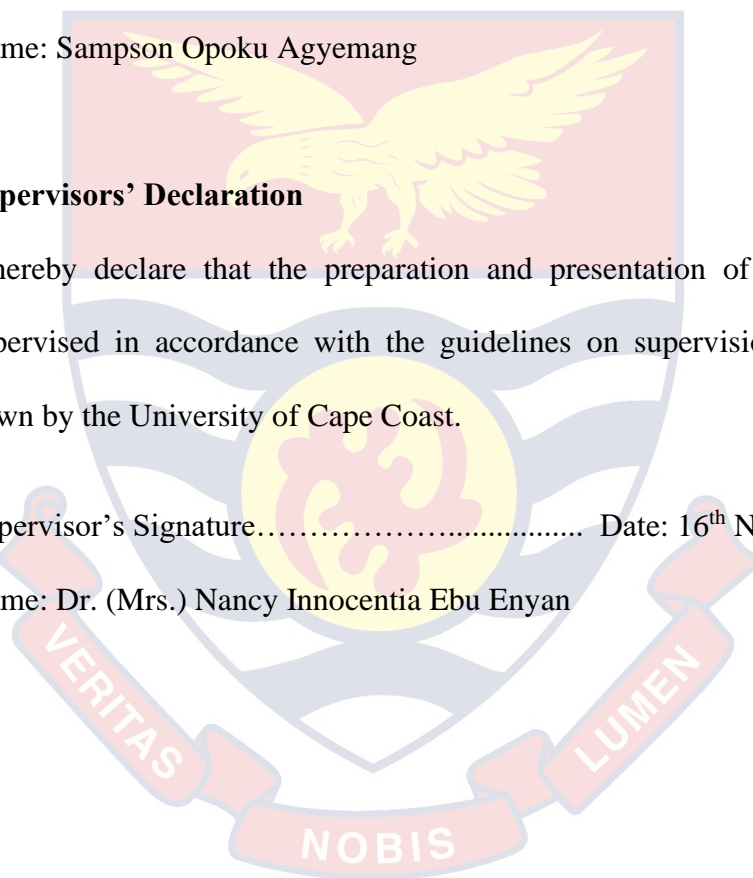 me: Sampson Opoku Agyemang
pervisors’ Declaration
hereby declare that the preparation and presentation of
pervised in accordance with the guidelines on supervisio
wn by the University of Cape Coast.
pervisor’s Signature………………................. Date: 16th N
me: Dr. (Mrs.) Nancy Innocentia Ebu Enyan
VERITAS
NOBIS
LUMEN